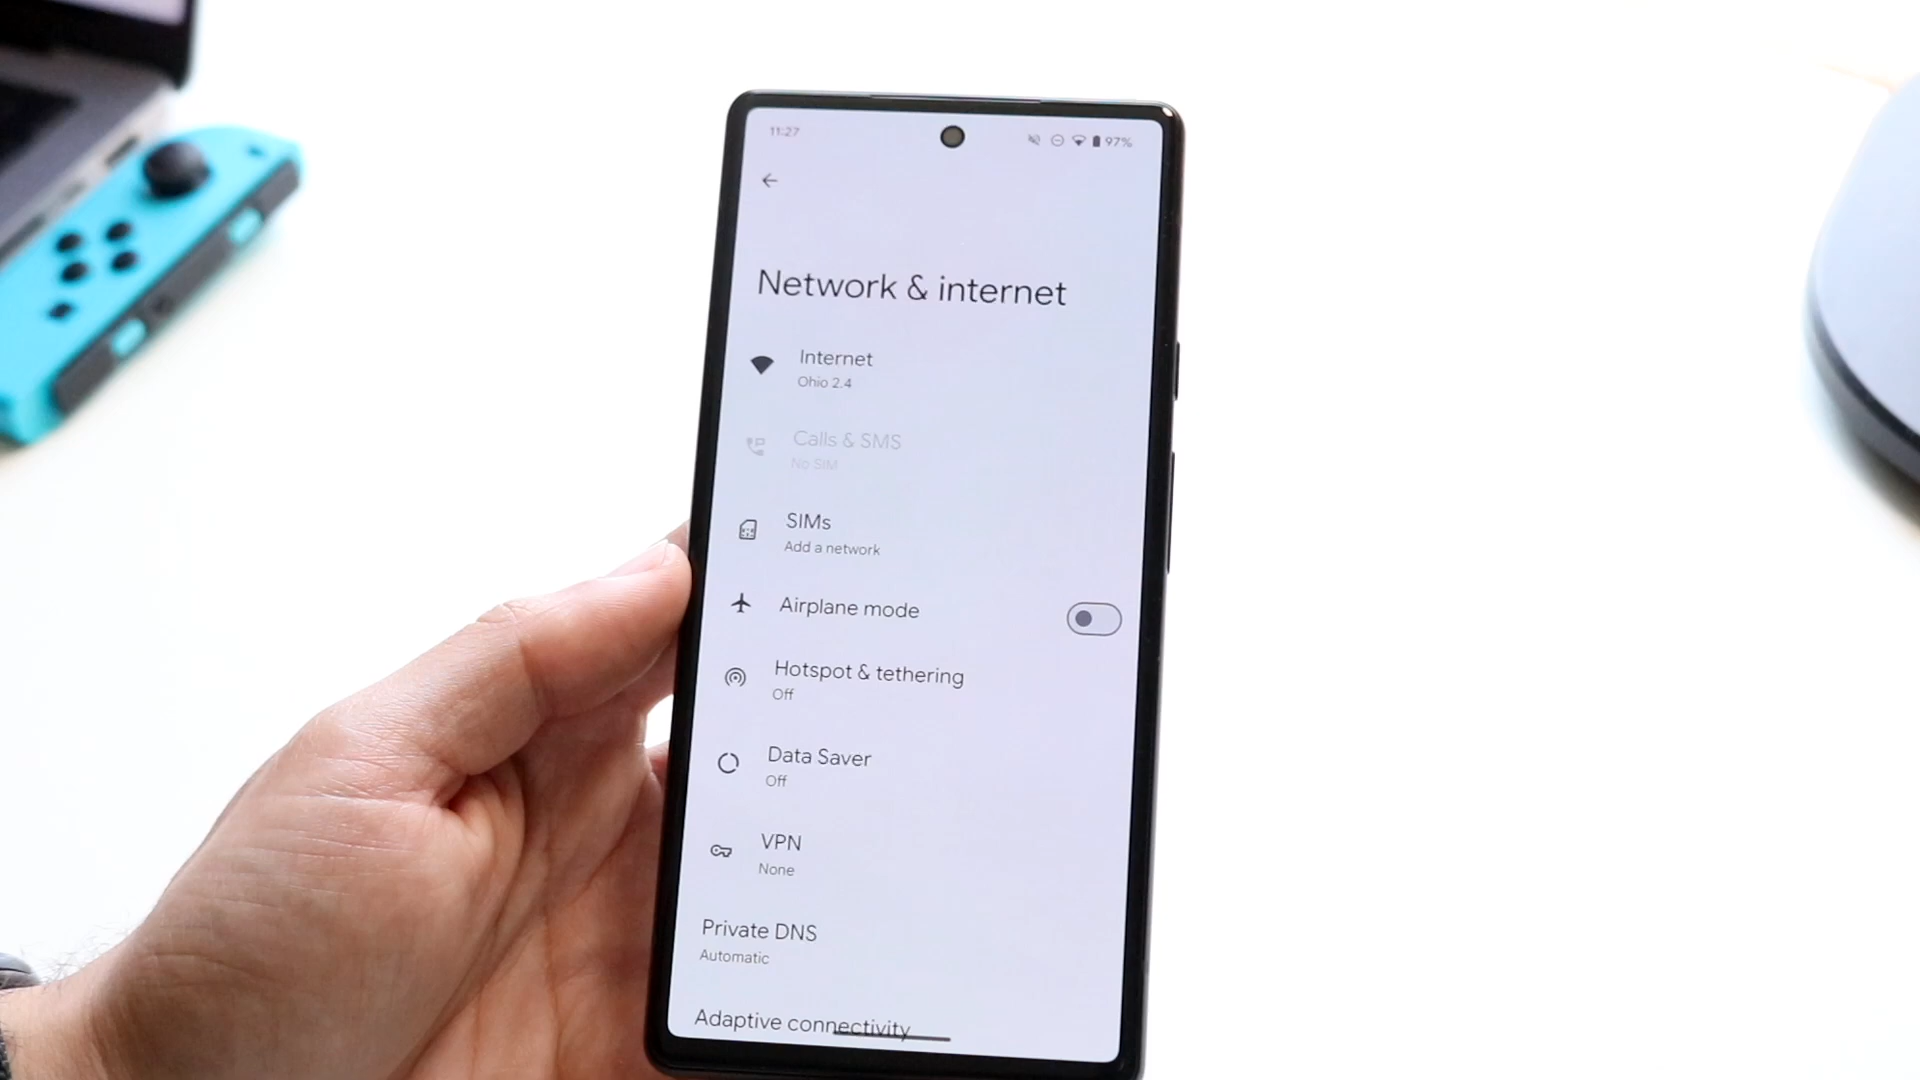 11:27
97%
Network & internet
Internet
Ohio 2.4
Calls & SMS
No SIM
SIMs
Add a network
Airplane mode
Hotspot & tethering
Off
Data Saver
Off
VPN
None
Private DNS
Automatic
Adaptive connectivity